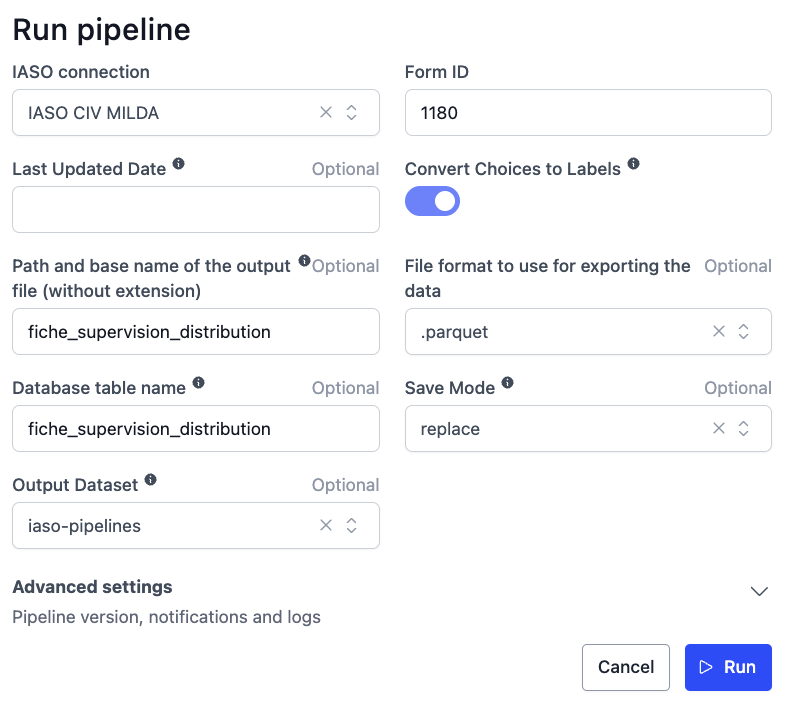 Run pipeline
IASO connection
IASO CIV MILDA
Form ID
1180
Last Updated Date
Optional
Convert Choices to Labels
Path and base name of the output
file (without extension)
Optional
fiche_supervision_distribution
File format to use for exporting the
data
Optional
.parquet
Database table name
Optional
fiche_supervision_distribution
Save Mode
Optional
replace
Output Dataset
Optional
iaso-pipelines
Advanced settings
Pipeline version, notifications and logs
Cancel
Run